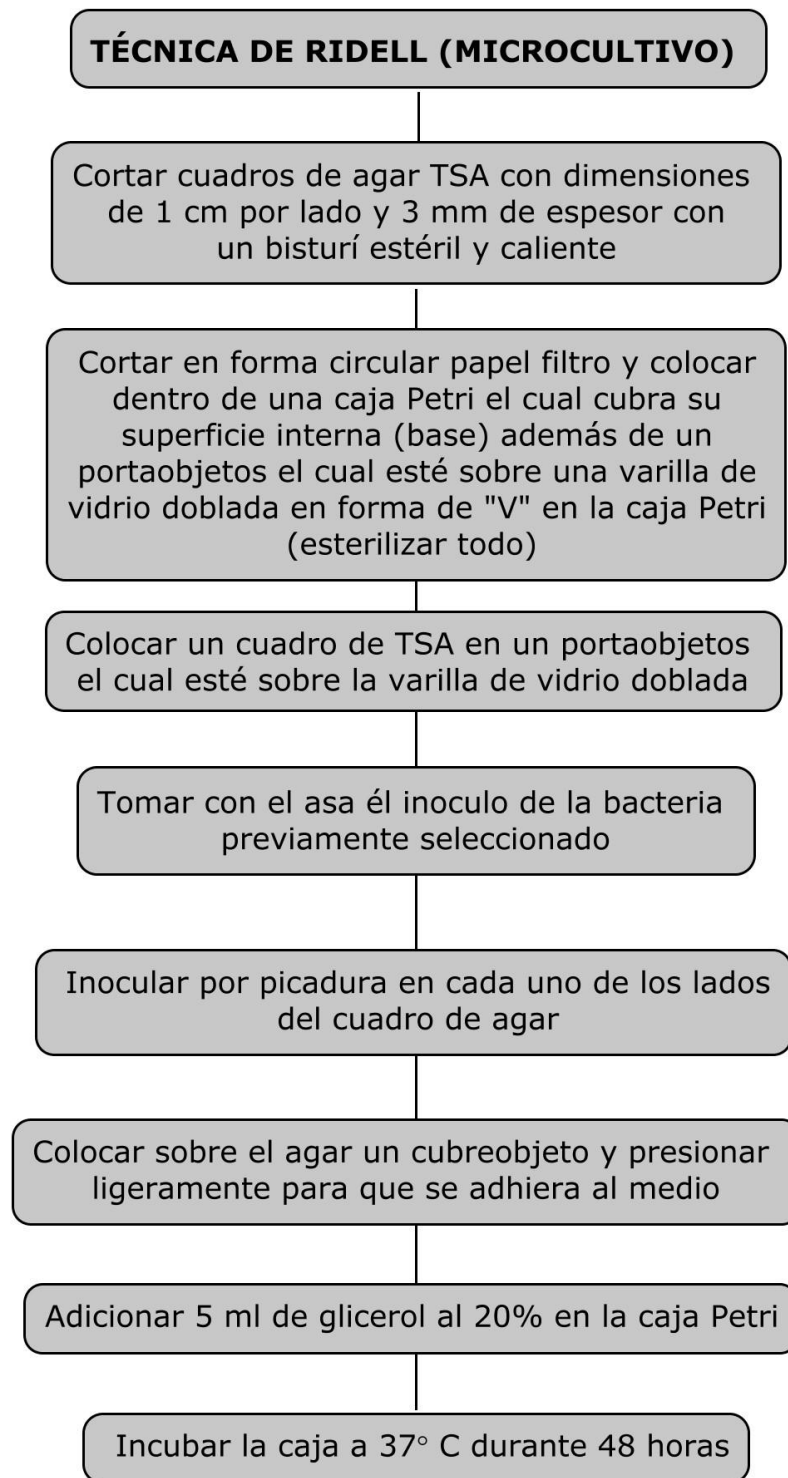 TÉCNICA DE RIDELL (MICROCULTIVO)
Cortar cuadros de agar TSA con dimensiones
de 1 cm por lado y 3 mm de espesor con
un bisturí estéril y caliente
Cortar en forma circular papel filtro y colocar
dentro de una caja Petri el cual cubra su
superficie interna (base) además de un
portaobjetos el cual esté sobre una varilla de
vidrio doblada en forma de "V" en la caja Petri
(esterilizar todo)
Colocar un cuadro de TSA en un portaobjetos
el cual esté sobre la varilla de vidrio doblada
Tomar con el asa él inoculo de la bacteria
previamente seleccionado
Inocular por picadura en cada uno de los lados
del cuadro de agar
Colocar sobre el agar un cubreobjeto y presionar
ligeramente para que se adhiera al medio
Adicionar 5 ml de glicerol al 20% en la caja Petri
Incubar la caja a 37° C durante 48 horas